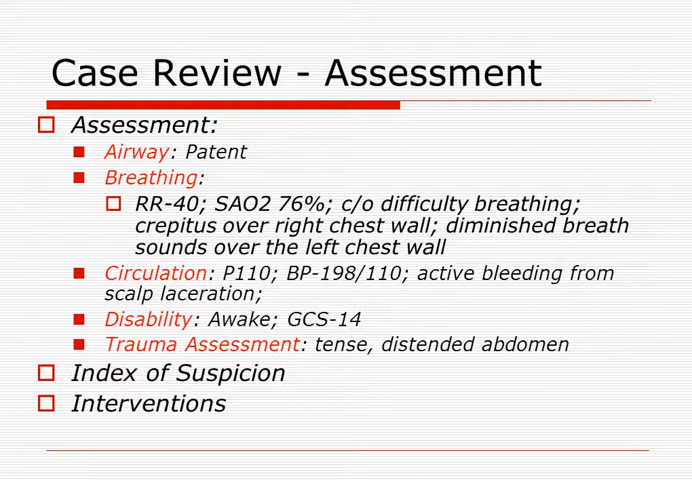 Case Review - Assessment
Assessment:
Airway: Patent
Breathing:
RR-40; SAO2 76%; c/o difficulty breathing;
crepitus over right chest wall; diminished breath
sounds over the left chest wall
Circulation: P110; BP-198/110; active bleeding from
scalp laceration;
Disability: Awake; GCS-14
Trauma Assessment: tense, distended abdomen
Index of Suspicion
Interventions